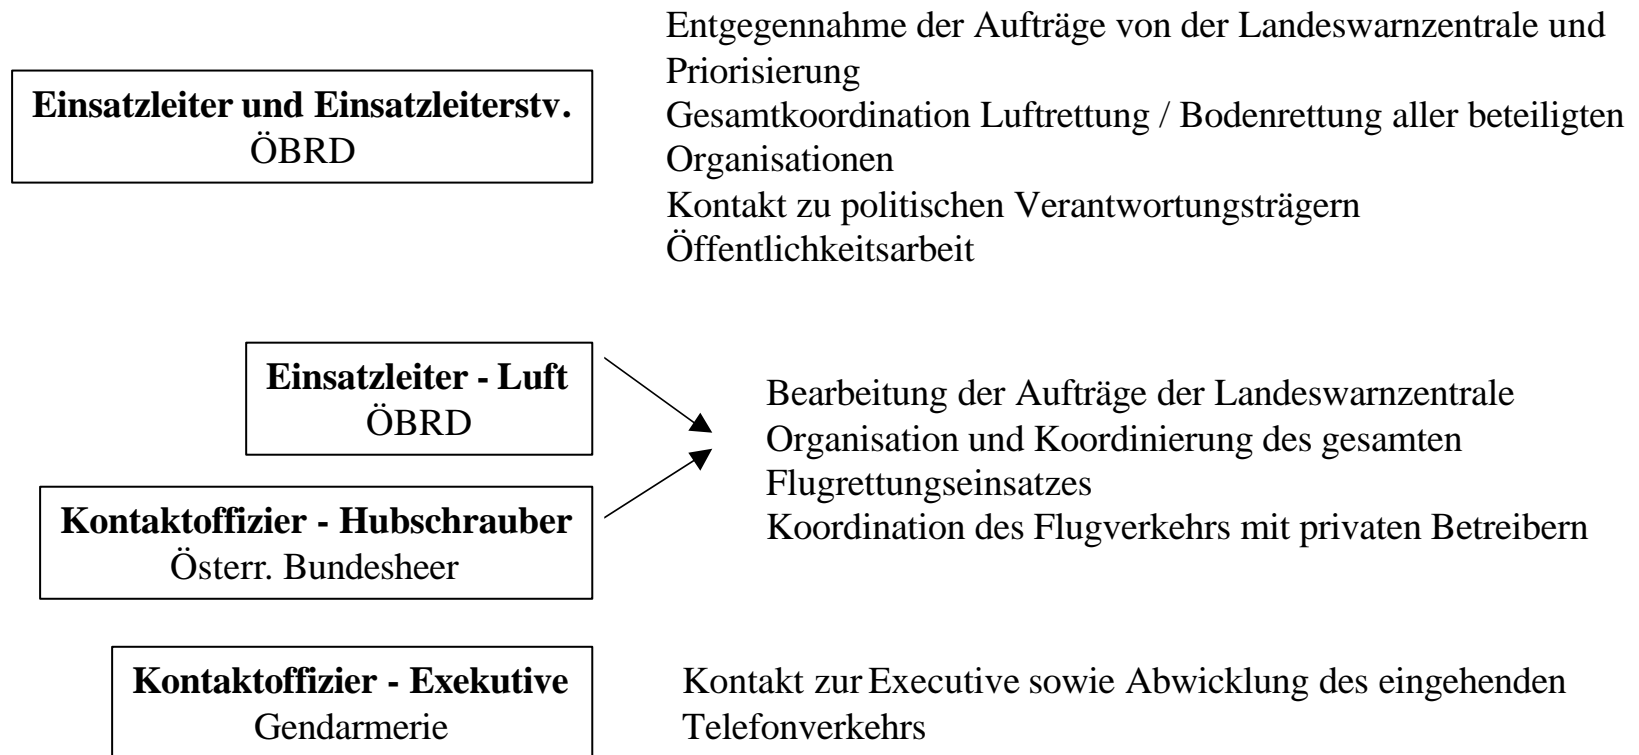 Einsatzleiter und Einsatzleiterstv.
ÖBRD
Entgegennahme der Aufträge von der Landeswarnzentrale und
Priorisierung
Gesamtkoordination Luftrettung / Bodenrettung aller beteiligten
Organisationen
Kontakt zu politischen Verantwortungsträgern
Öffentlichkeitsarbeit
Einsatzleiter - Luft
ÖBRD
Kontaktoffizier - Hubschrauber
Österr. Bundesheer
Bearbeitung der Aufträge der Landeswarnzentrale
Organisation und Koordinierung des gesamten
Flugrettungseinsatzes
Koordination des Flugverkehrs mit privaten Betreibern
Kontaktoffizier - Exekutive
Gendarmerie
Kontakt zur Executive sowie Abwicklung des eingehenden
Telefonverkehrs